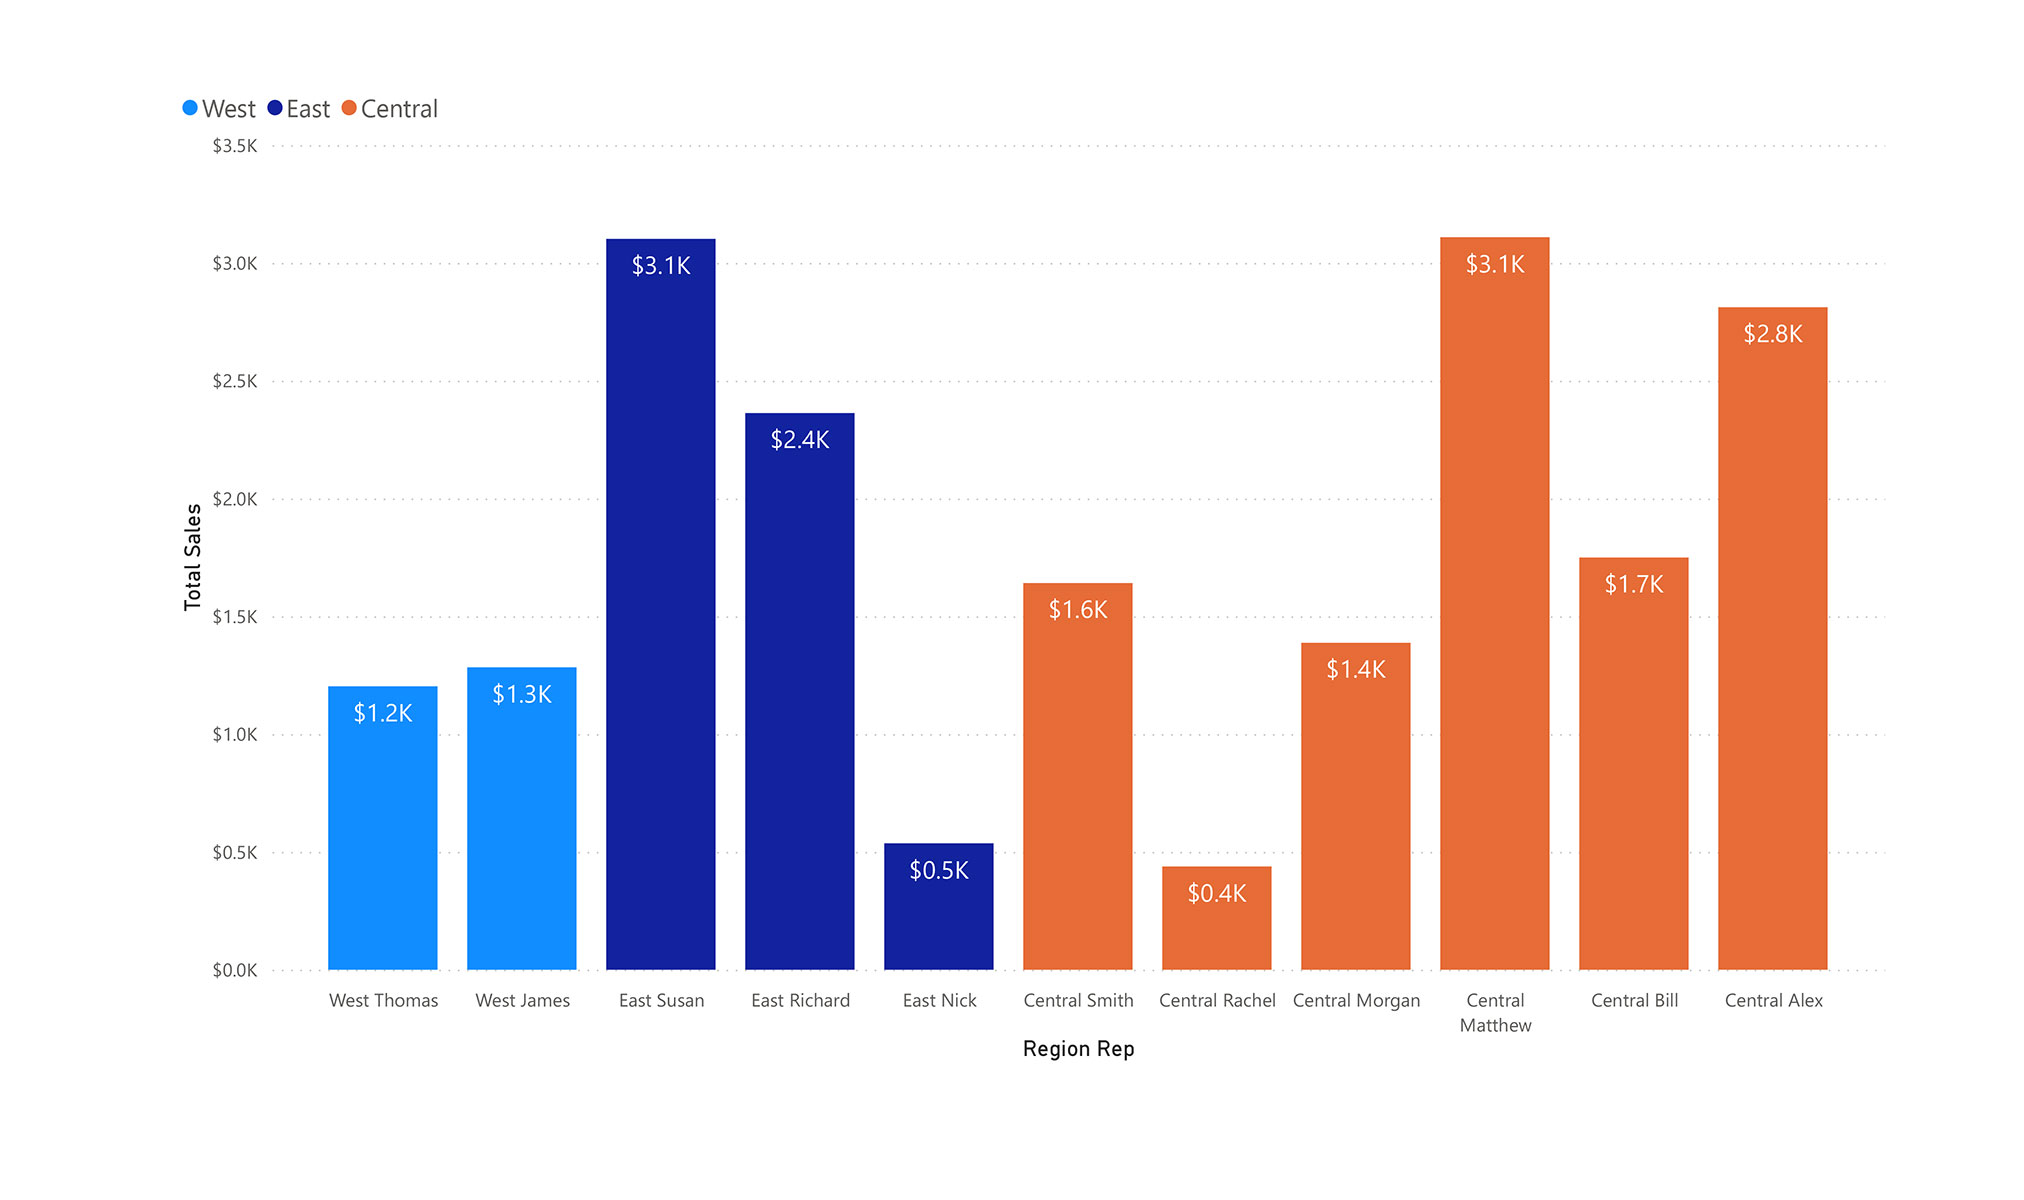 West East Central
$3.5K
$3.0K
$2.5K
$2.0K
$1.5K
$1.0K
$0.5K
$0.0K
Total Sales
$1.2K
$1.3K
$3.1K
$2.4K
$0.5K
$1.6K
$0.4K
$1.4K
$3.1K
$1.7K
$2.8K
West Thomas
West James
East Susan
East Richard
East Nick
Central Smith
Central Rachel
Central Morgan
Central
Matthew
Central Bill
Central Alex
Region Rep